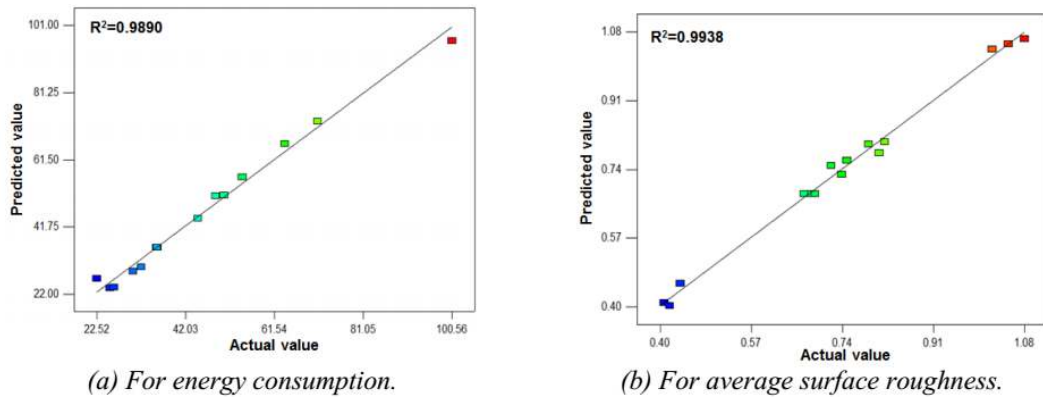 R²=0.9890
Predicted value
101.00
81.25
61.50
41.75
22.00
22.52 42.03 61.54 81.05 100.56
Actual value
(a) For energy consumption.
R²=0.9938
Predicted value
1.08
0.91
0.74
0.57
0.40
0.40 0.57 0.74 0.91 1.08
Actual value
(b) For average surface roughness.